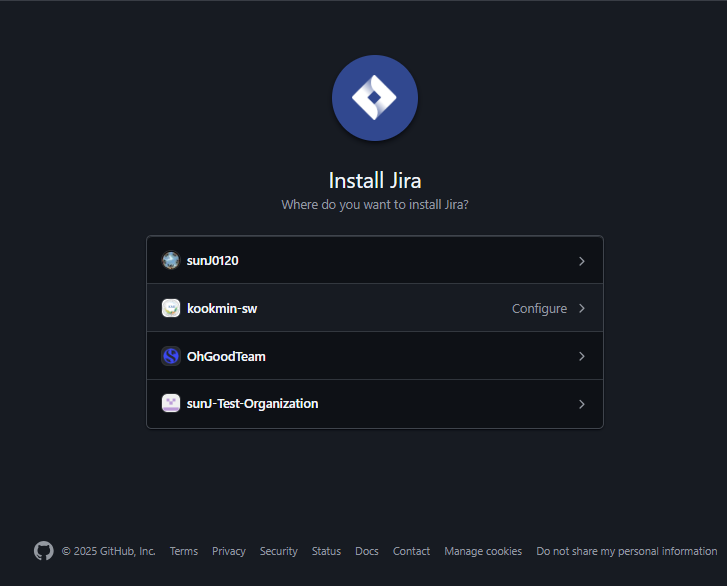 Install Jira
Where do you want to install Jira?
sunJ0120
kookmin-sw Configure
OhGoodTeam
sunJ-Test-Organization
© 2025 GitHub, Inc. Terms Privacy Security Status Docs Contact Manage cookies Do not share my personal information